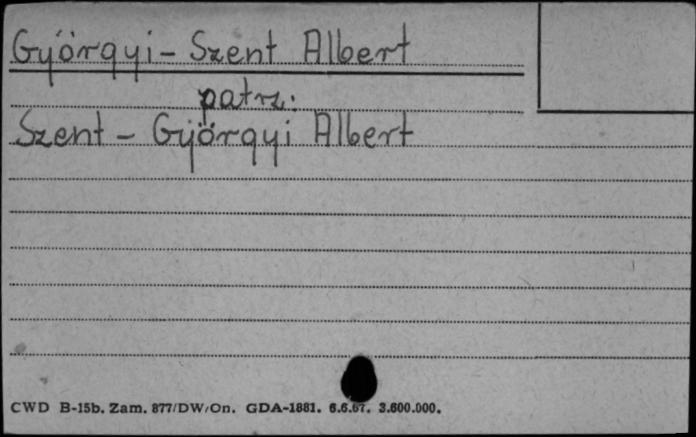 Györgyi - Szent Albert
patrz:
Szent - Györgyi Albert
CWD B-15b. Zam. 877/DW/On. GDA-1881. 6.6.67. 3.600.000.